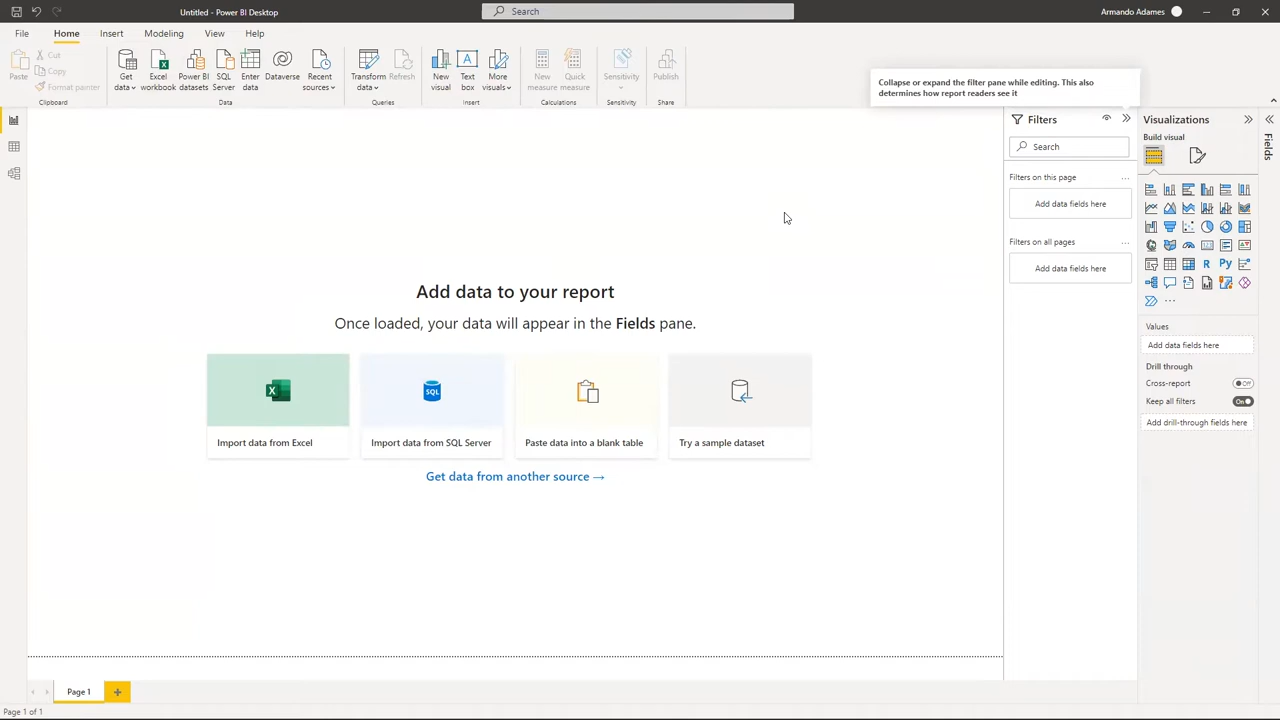 Untitled - Power BI Desktop
Search
Armando Adames
File Home Insert Modeling View Help
Paste
Cut
Copy
Format painter
Clipboard
Get data
Excel workbook
Power BI datasets
SQL Server
Enter data
Dataverse
Recent sources
Data
Transform data
Refresh
Queries
New visual
Text box
More visuals
Insert
New measure
Quick measure
Calculations
Sensitivity
Sensitivity
Publish
Share
Collapse or expand the filter pane while editing. This also
determines how report readers see it
Filters
Search
Filters on this page ...
Add data fields here
Filters on all pages ...
Add data fields here
Visualizations
Build visual
R
Py
...
Values
Add data fields here
Drill through
Cross-report Off
Keep all filters On
Add drill-through fields here
Fields
Add data to your report
Once loaded, your data will appear in the Fields pane.
SQL
Import data from Excel
Import data from SQL Server
Paste data into a blank table
Try a sample dataset
Get data from another source →
Page 1
Page 1 of 1